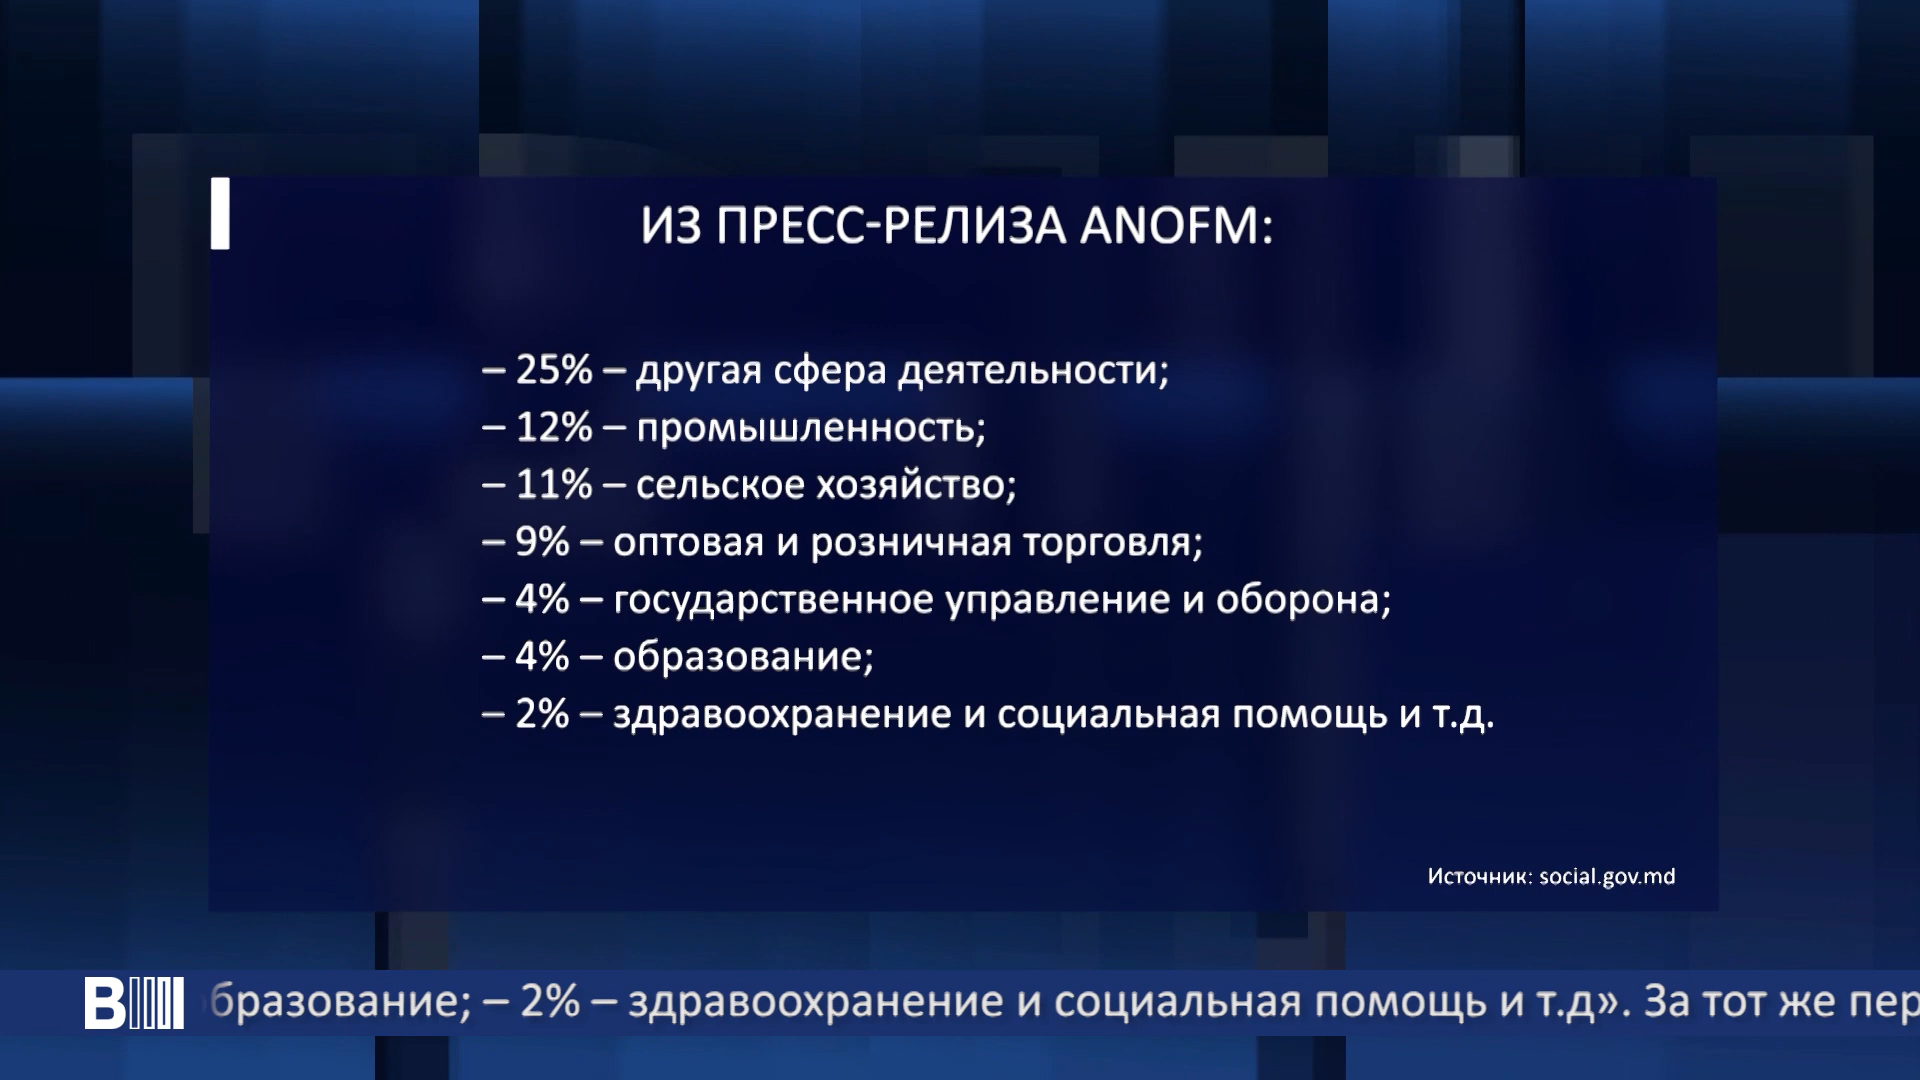 ИЗ ПРЕСС-РЕЛИЗА ANOFM:
– 25% – другая сфера деятельности;
– 12% – промышленность;
– 11% – сельское хозяйство;
– 9% – оптовая и розничная торговля;
– 4% – государственное управление и оборона;
– 4% – образование;
– 2% – здравоохранение и социальная помощь и т.д.
Источник: social.gov.md
В бразование; – 2% – здравоохранение и социальная помощь и т.д». За тот же пер